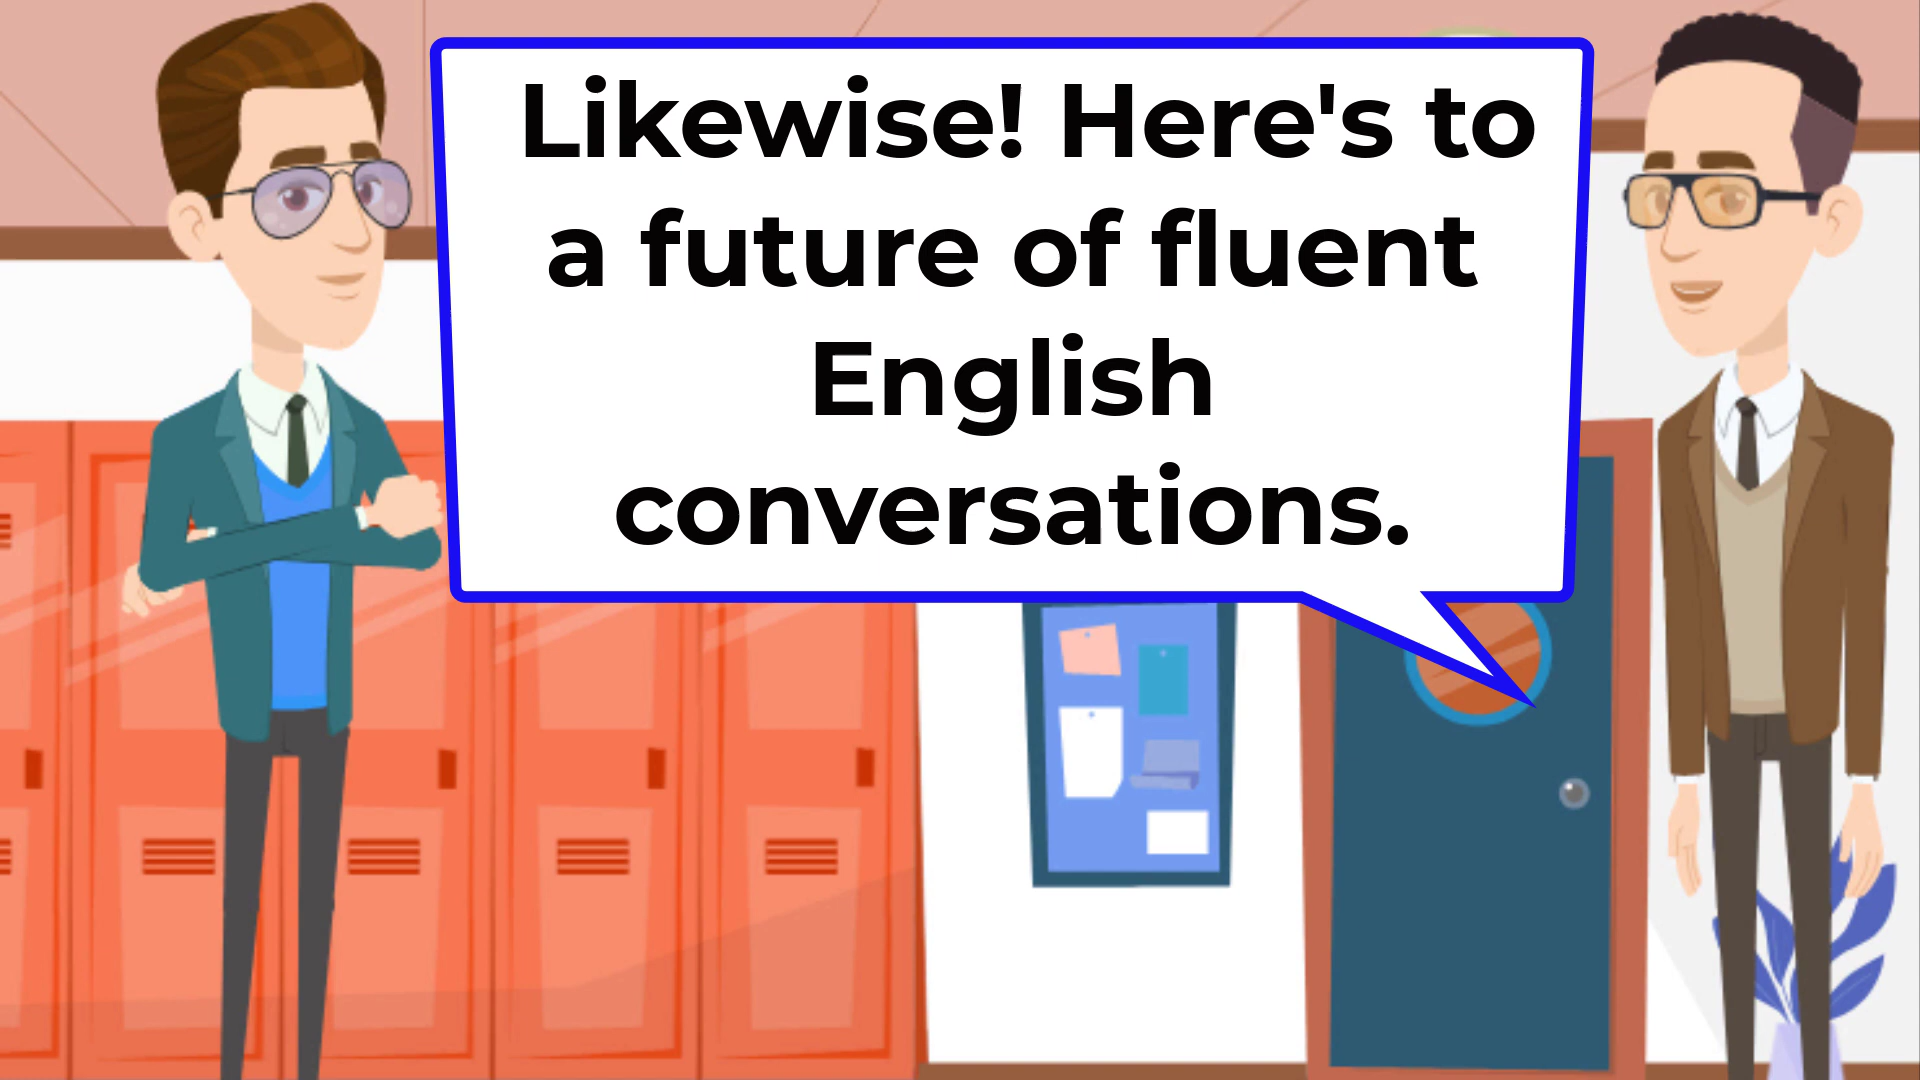 Likewise! Here's to
a future of fluent
English
conversations.